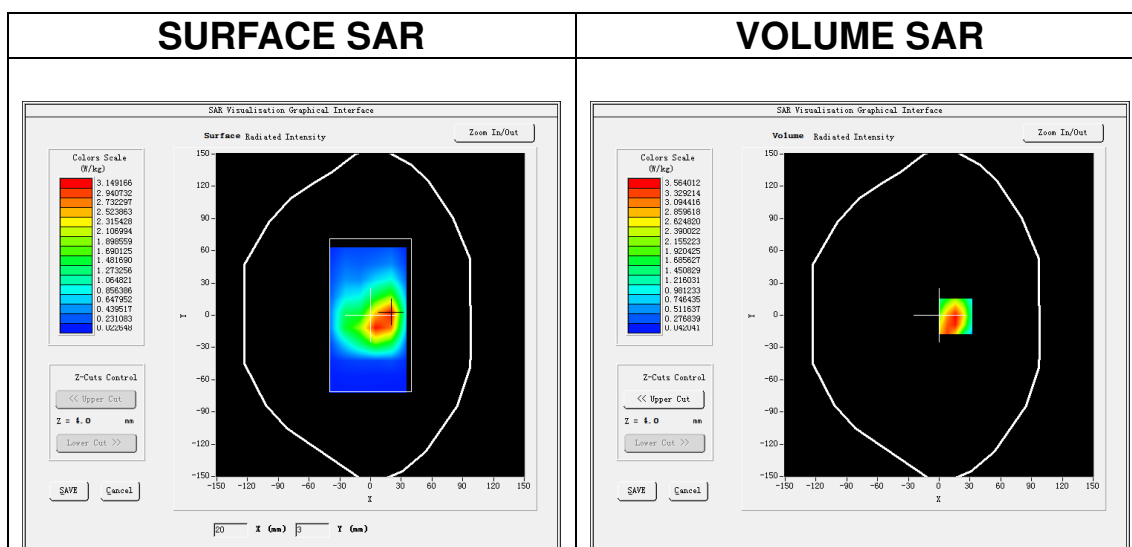 SURFACE SAR
VOLUME SAR
SAR Visualisation Graphical Interface
Surface Radiated Intensity
Zoom In/Out
Colors Scale
(W/kg)
3.149166
2.940732
2.732297
2.523863
2.315428
2.106994
1.898559
1.690125
1.481690
1.273256
1.064821
0.856386
0.647952
0.439517
0.231083
0.022648
150
120
90
60
30
0
-30
-60
-90
-120
-150
Y
-150 -120 -90 -60 -30 0 30 60 90 120 150
X
Z-Cuts Control
<< Upper Cut
Z = 4.0 mm
Lower Cut >>
SAVE Cancel
20 X (mm) 3 Y (mm)
SAR Visualisation Graphical Interface
Volume Radiated Intensity
Zoom In/Out
Colors Scale
(W/kg)
3.564012
3.329214
3.094416
2.859618
2.624820
2.390022
2.155223
1.920425
1.685627
1.450829
1.216031
0.981233
0.746435
0.511637
0.276839
0.042041
150
120
90
60
30
0
-30
-60
-90
-120
-150
Y
-150 -120 -90 -60 -30 0 30 60 90 120 150
X
Z-Cuts Control
<< Upper Cut
Z = 4.0 mm
Lower Cut >>
SAVE Cancel